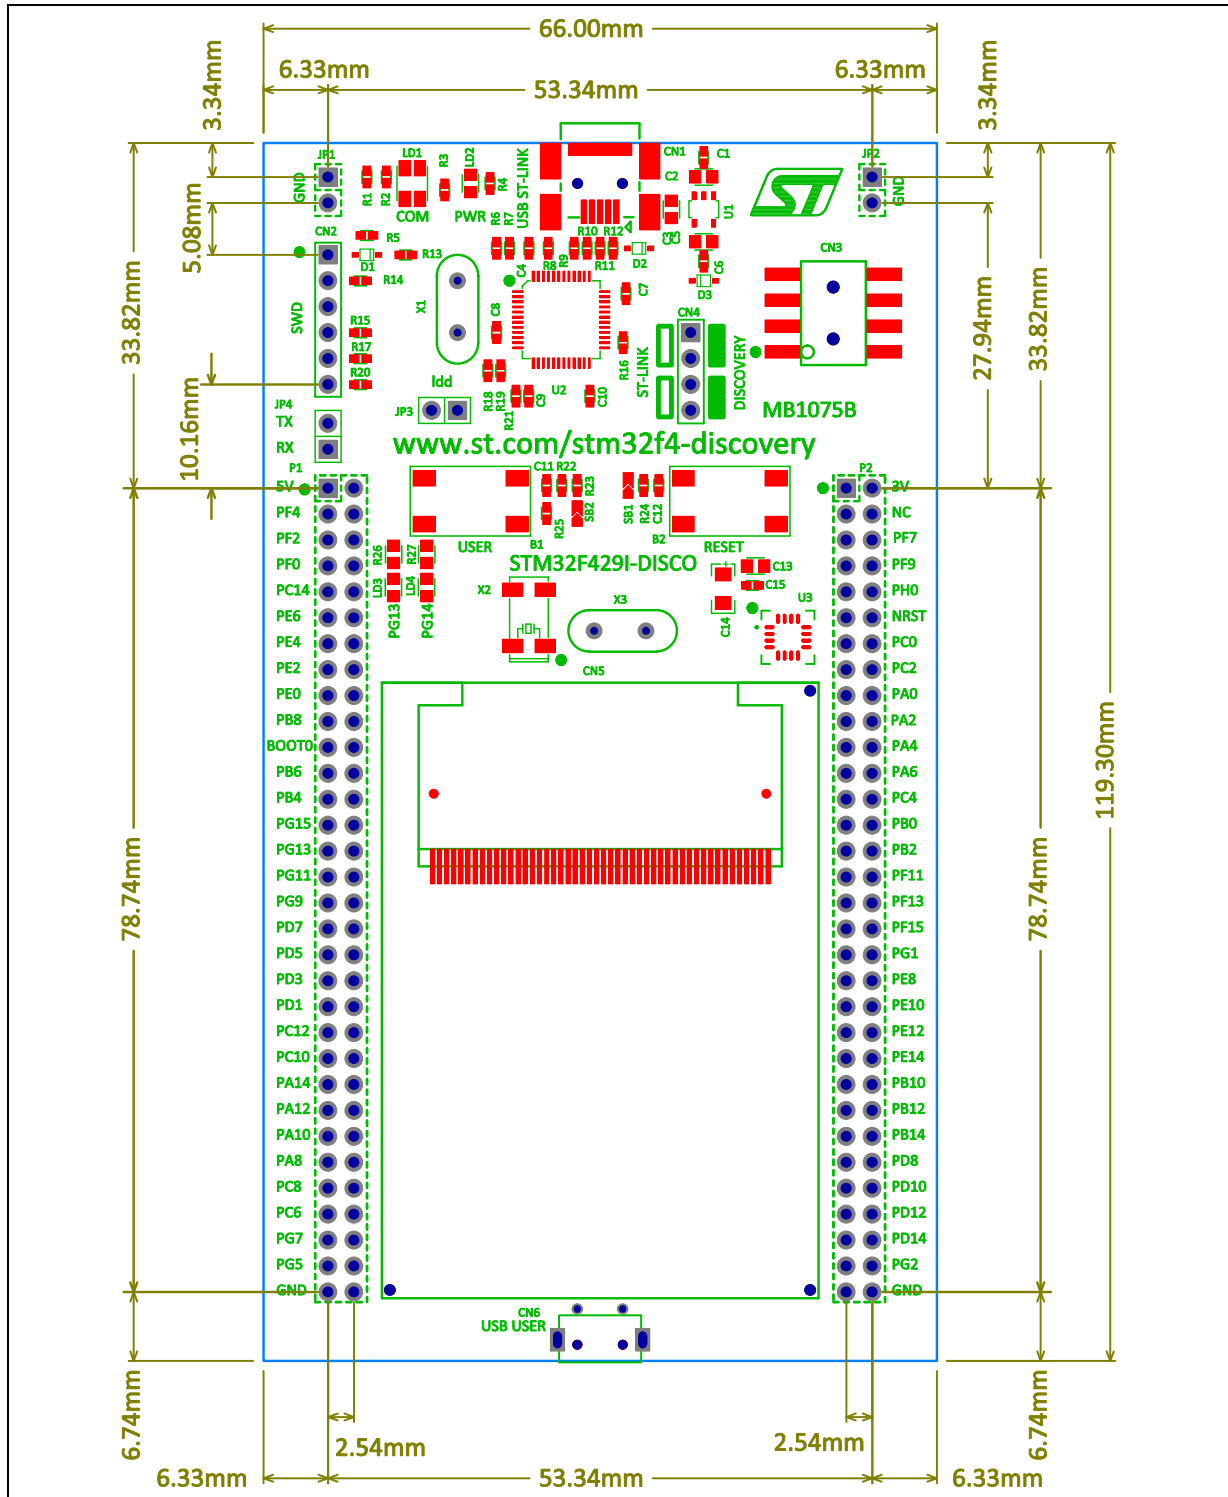 66.00mm
6.33mm
6.33mm
53.34mm
3.34mm
3.34mm
33.82mm
5.08mm
10.16mm
27.94mm
33.82mm
JP1
GND
LD1
R1
R2
COM
R3
LD2
PWR
R4
USB ST-LINK
CN1
C1
C2
C3
C5
U1
ST
JP2
GND
CN2
R5
D1
R13
R14
SWD
R15
R17
R20
X1
R6
R7
C4
R8
R9
R10
R12
R11
D2
C6
D3
C7
C8
CN3
CN4
R16
ST-LINK
DISCOVERY
U2
Idd
JP3
R18
R19
R21
C9
C10
MB1075B
JP4
TX
RX
www.st.com/stm32f4-discovery
P1
P2
C11
R22
R23
SB2
R25
SB1
R24
C12
USER
B1
B2
RESET
STM32F429I-DISCO
R26
R27
LD3
LD4
PG13
PG14
X2
X3
C13
C15
C14
U3
CN5
5V
PF4
PF2
PF0
PC14
PE6
PE4
PE2
PE0
PB8
BOOT0
PB6
PB4
PG15
PG13
PG11
PG9
PD7
PD5
PD3
PD1
PC12
PC10
PA14
PA12
PA10
PA8
PC8
PC6
PG7
PG5
GND
3V
NC
PF7
PF9
PH0
NRST
PC0
PC2
PA0
PA2
PA4
PA6
PC4
PB0
PB2
PF11
PF13
PF15
PG1
PE8
PE10
PE12
PE14
PB10
PB12
PB14
PD8
PD10
PD12
PD14
PG2
GND
78.74mm
78.74mm
119.30mm
CN6
USB USER
6.74mm
6.74mm
2.54mm
2.54mm
6.33mm
53.34mm
6.33mm